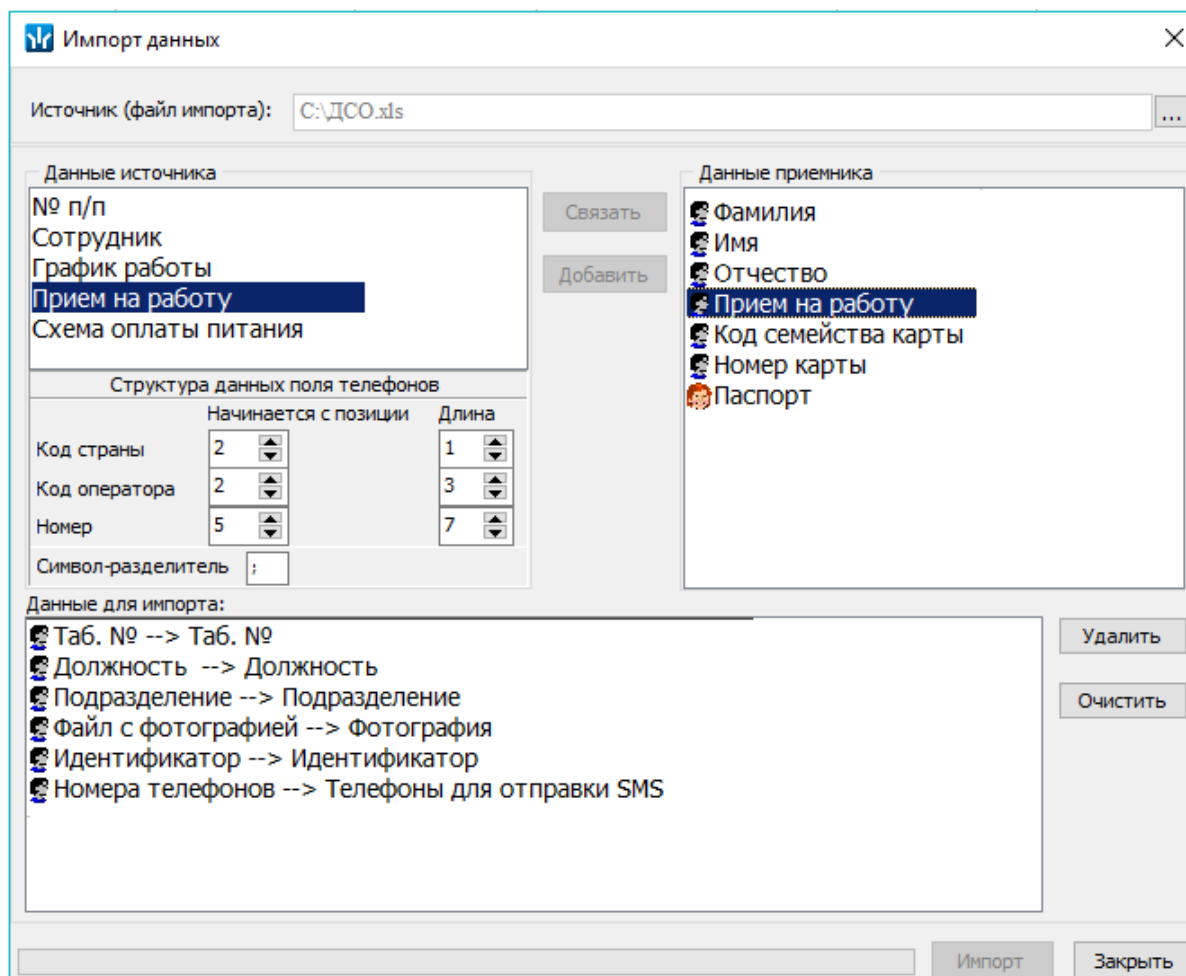 Импорт данных
Источник (файл импорта): C:\ДСО.xls ...
Данные источника
№ п/п
Сотрудник
График работы
Прием на работу
Схема оплаты питания
Связать
Добавить
Данные приемника
Фамилия
Имя
Отчество
Прием на работу
Код семейства карты
Номер карты
Паспорт
Структура данных поля телефонов
Начинается с позиции Длина
Код страны 2 1
Код оператора 2 3
Номер 5 7
Символ-разделитель ;
Данные для импорта:
Таб. № --> Таб. №
Должность --> Должность
Подразделение --> Подразделение
Файл с фотографией --> Фотография
Идентификатор --> Идентификатор
Номера телефонов --> Телефоны для отправки SMS
Удалить
Очистить
Импорт Закрыть